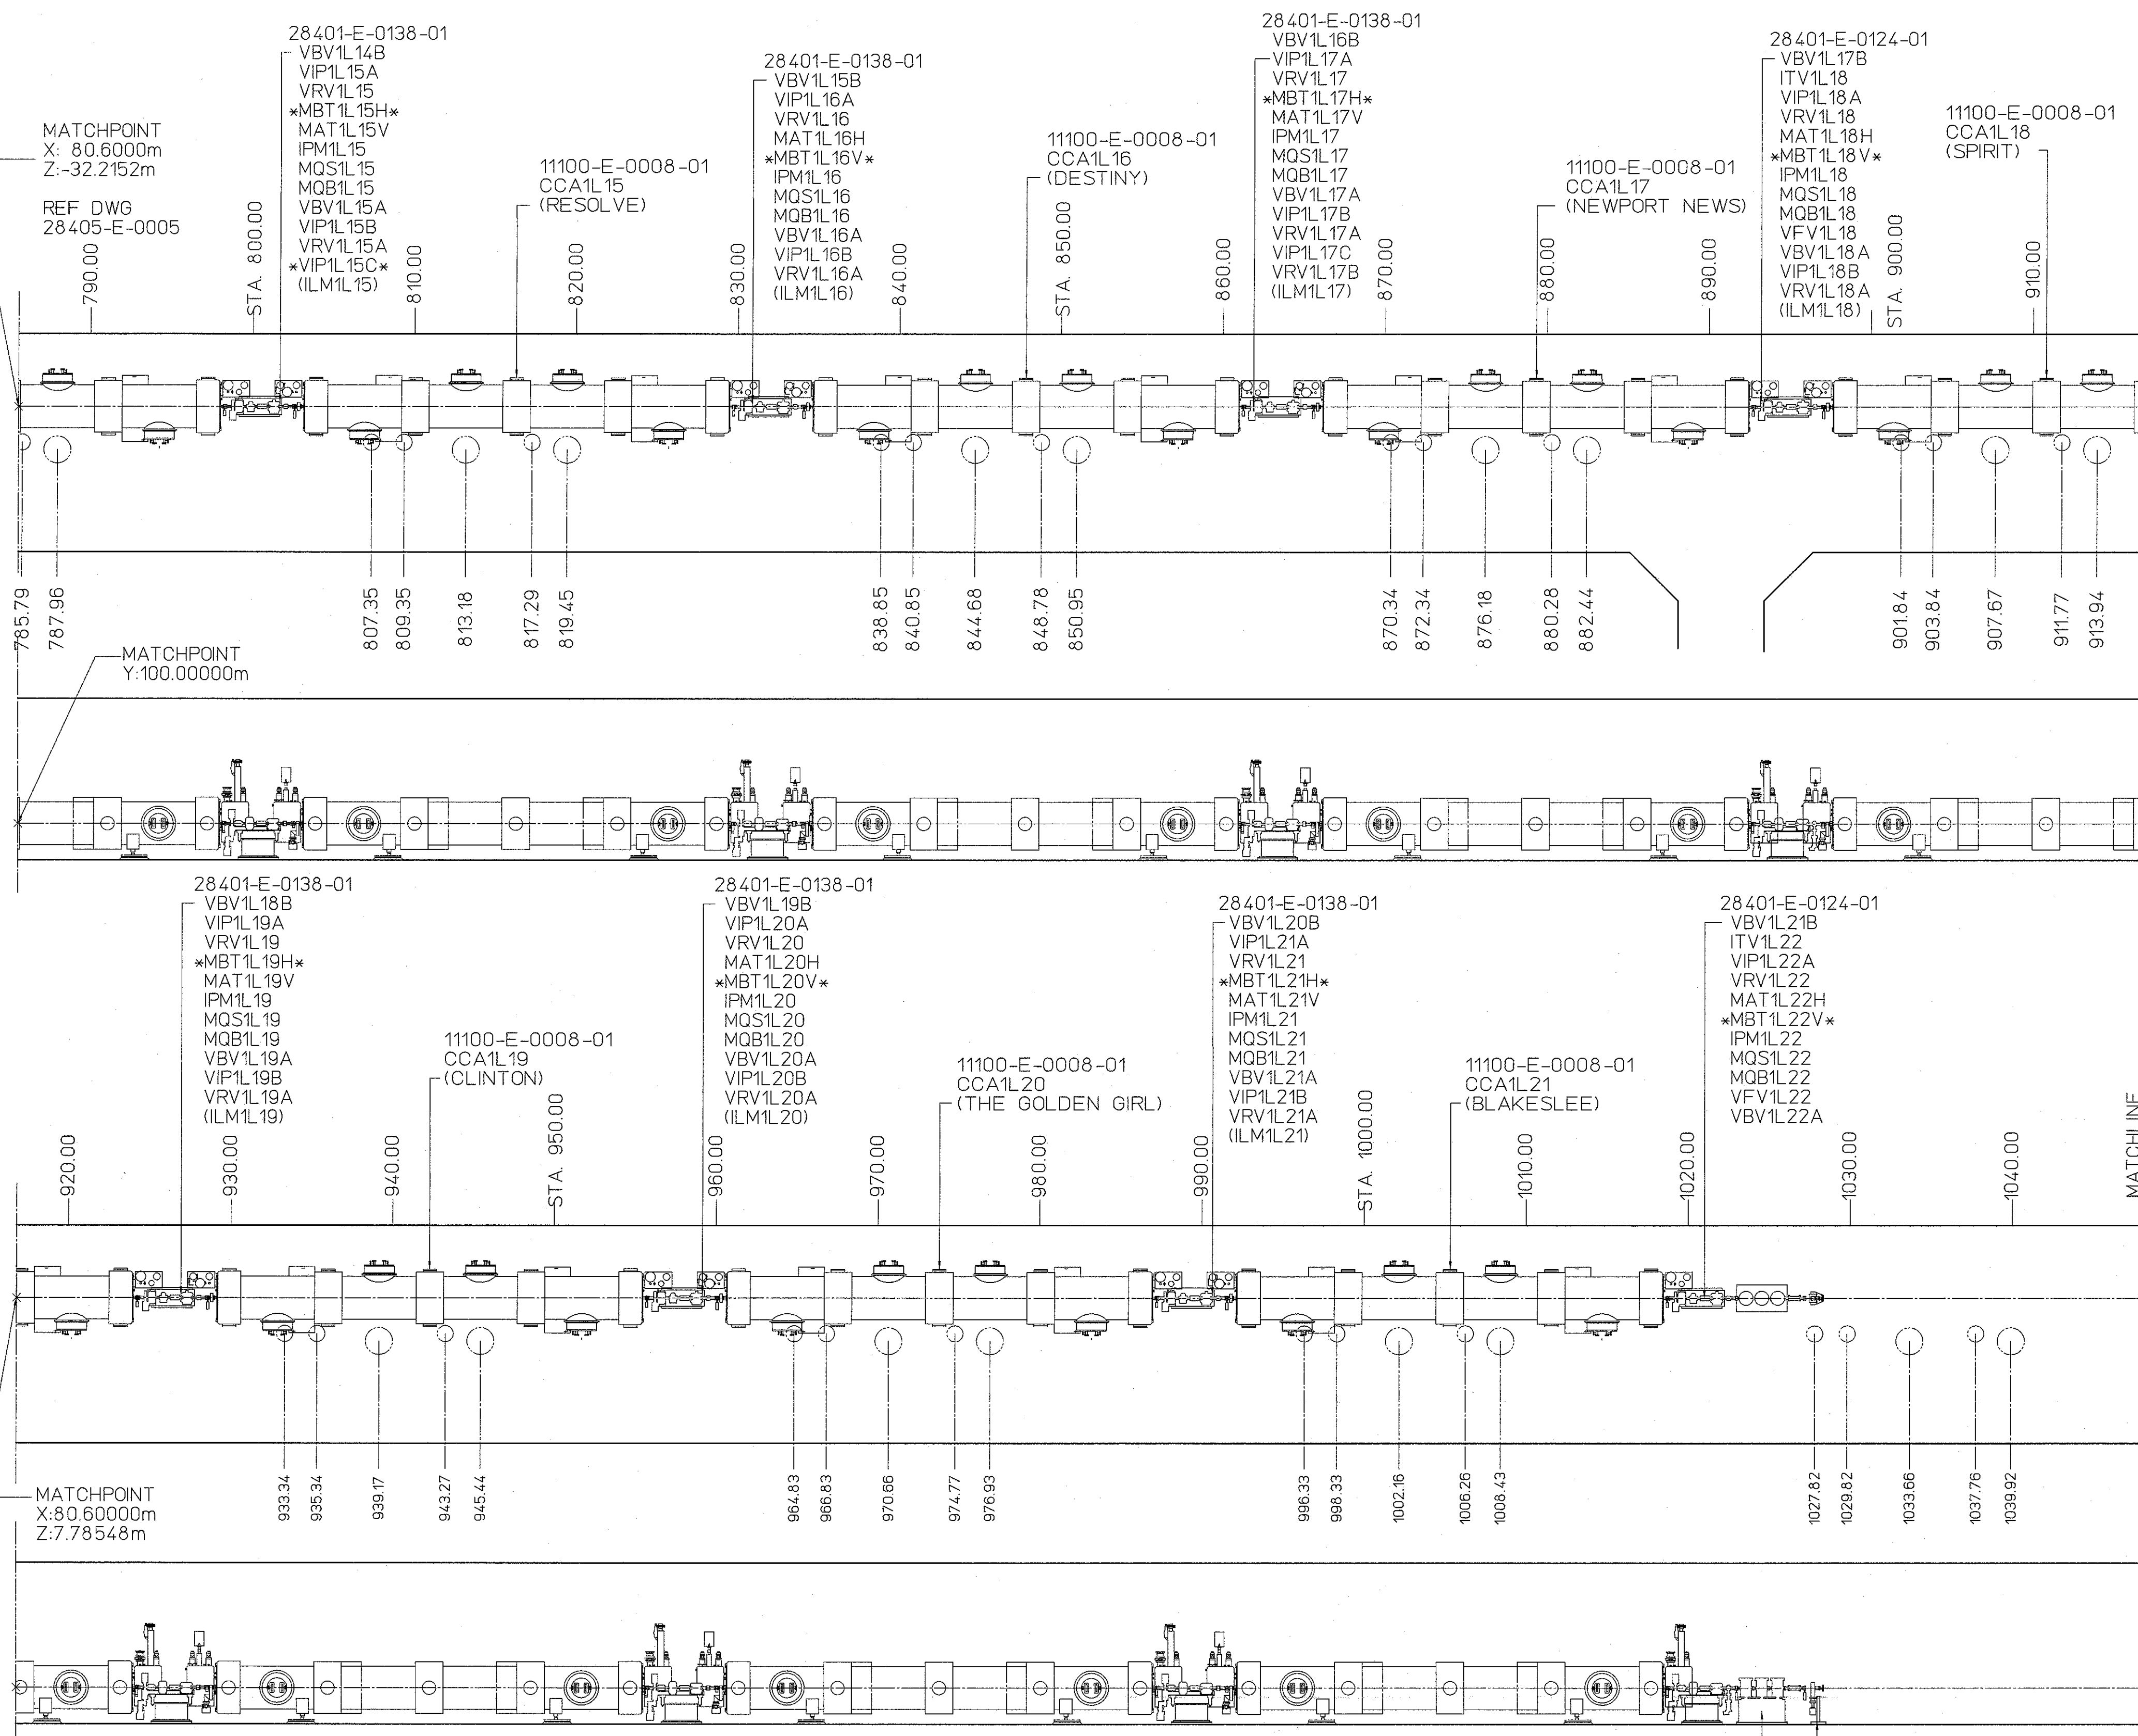 MATCHPOINT
X: 80.6000m
Z:-32.2152m
REF DWG
28405-E-0005
28401-E-0138-01
VBV1L14B
VIP1L15A
VRV1L15
*MBT1L15H*
MAT1L15V
IPM1L15
MQS1L15
MQB1L15
VBV1L15A
VIP1L15B
VRV1L15A
*VIP1L15C*
(ILM1L15)
11100-E-0008-01
CCA1L15
(RESOLVE)
28401-E-0138-01
VBV1L15B
VIP1L16A
VRV1L16
MAT1L16H
*MBT1L16V*
IPM1L16
MQS1L16
MQB1L16
VBV1L16A
VIP1L16B
VRV1L16A
(ILM1L16)
11100-E-0008-01
CCA1L16
(DESTINY)
28401-E-0138-01
VBV1L16B
VIP1L17A
VRV1L17
*MBT1L17H*
MAT1L17V
IPM1L17
MQS1L17
MQB1L17
VBV1L17A
VIP1L17B
VRV1L17A
VIP1L17C
VRV1L17B
(ILM1L17)
11100-E-0008-01
CCA1L17
(NEWPORT NEWS)
28401-E-0124-01
VBV1L17B
ITV1L18
VIP1L18A
VRV1L18
MAT1L18H
*MBT1L18V*
IPM1L18
MQS1L18
MQB1L18
VFV1L18
VBV1L18A
VIP1L18B
VRV1L18A
(ILM1L18)
11100-E-0008-01
CCA1L18
(SPIRIT)
790.00
STA. 800.00
810.00
820.00
830.00
840.00
STA. 850.00
860.00
870.00
880.00
890.00
STA. 900.00
910.00
785.79
787.96
807.35
809.35
813.18
817.29
819.45
838.85
840.85
844.68
848.78
850.95
870.34
872.34
876.18
880.28
882.44
901.84
903.84
907.67
911.77
913.94
MATCHPOINT
Y:100.00000m
28401-E-0138-01
VBV1L18B
VIP1L19A
VRV1L19
*MBT1L19H*
MAT1L19V
IPM1L19
MQS1L19
MQB1L19
VBV1L19A
VIP1L19B
VRV1L19A
(ILM1L19)
11100-E-0008-01
CCA1L19
(CLINTON)
28401-E-0138-01
VBV1L19B
VIP1L20A
VRV1L20
MAT1L20H
*MBT1L20V*
IPM1L20
MQS1L20
MQB1L20
VBV1L20A
VIP1L20B
VRV1L20A
(ILM1L20)
11100-E-0008-01
CCA1L20
(THE GOLDEN GIRL)
28401-E-0138-01
VBV1L20B
VIP1L21A
VRV1L21
*MBT1L21H*
MAT1L21V
IPM1L21
MQS1L21
MQB1L21
VBV1L21A
VIP1L21B
VRV1L21A
(ILM1L21)
11100-E-0008-01
CCA1L21
(BLAKESLEE)
28401-E-0124-01
VBV1L21B
ITV1L22
VIP1L22A
VRV1L22
MAT1L22H
*MBT1L22V*
IPM1L22
MQS1L22
MQB1L22
VFV1L22
VBV1L22A
MATCHLINE
920.00
930.00
940.00
STA. 950.00
960.00
970.00
980.00
990.00
STA. 1000.00
1010.00
1020.00
1030.00
1040.00
933.34
935.34
939.17
943.27
945.44
964.83
966.83
970.66
974.77
976.93
996.33
998.33
1002.16
1006.26
1008.43
1027.82
1029.82
1033.66
1037.76
1039.92
MATCHPOINT
X:80.60000m
Z:7.78548m